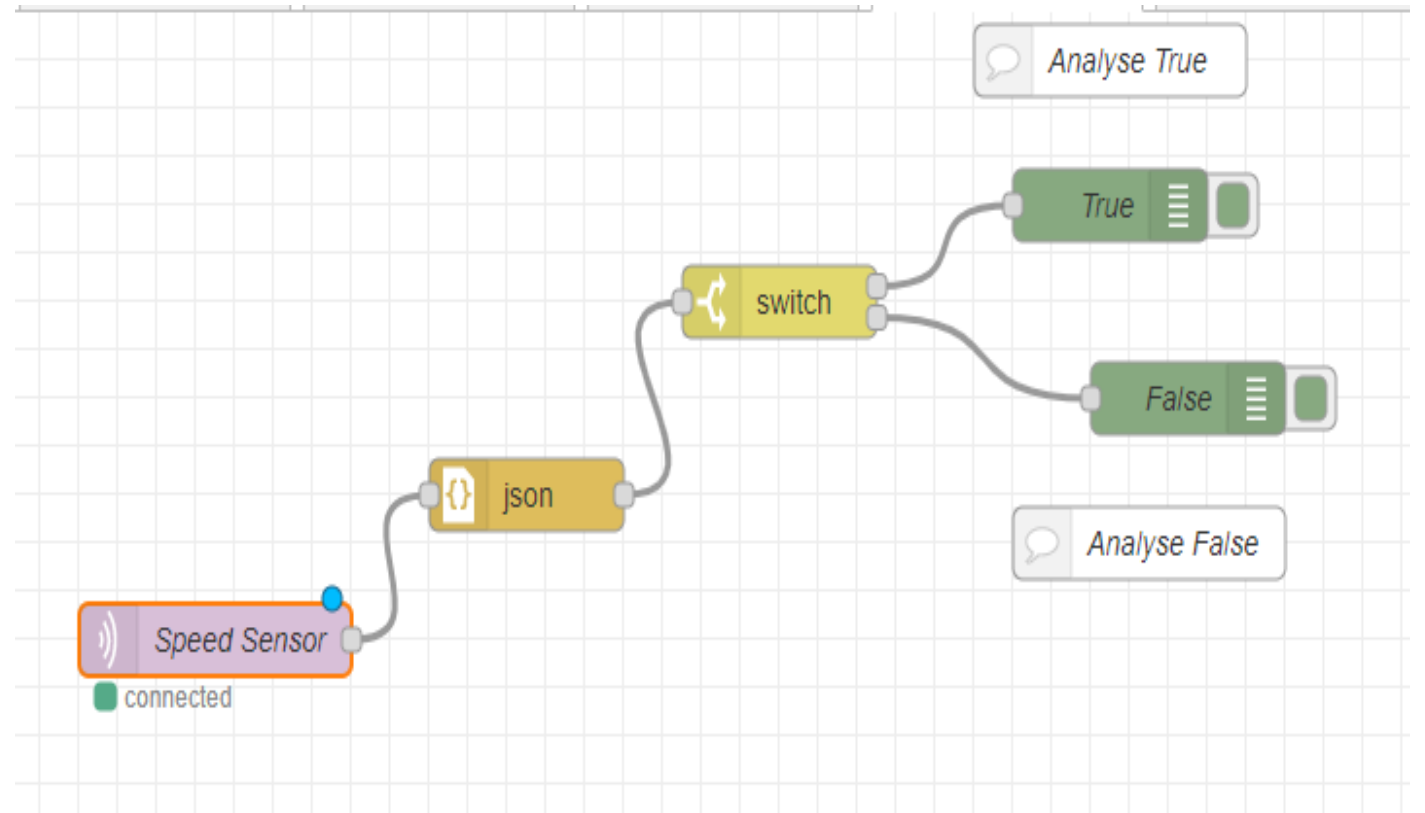 Analyse True
True
switch
False
json
Analyse False
Speed Sensor
connected